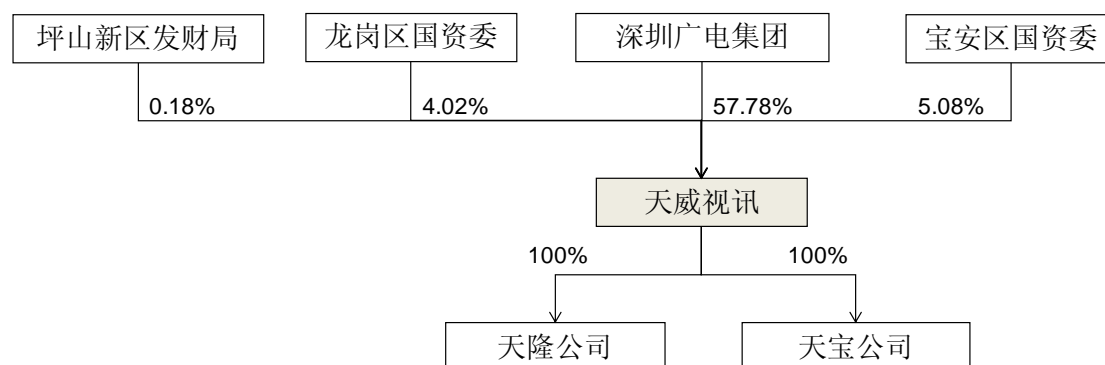 坪山新区发财局
龙岗区国资委
深圳广电集团
宝安区国资委
0.18%
4.02%
57.78%
5.08%
天威视讯
100%
100%
天隆公司
天宝公司